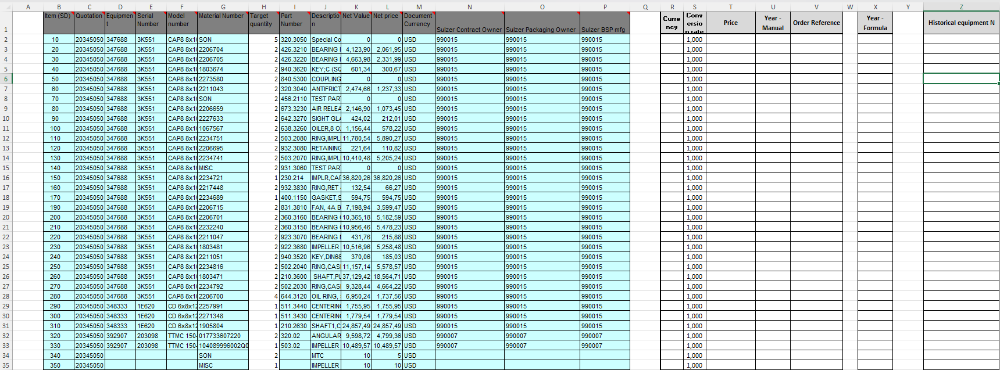 A B C D E F G H I J K L M N O P Q R S T U V W X Y Z
1 Item (SD) Quotation Equipment Serial Number Model number Material Number Target quantity Part Number Description Net Value Net price Document Currency Sulzer Contract Owner Sulzer Packaging Owner Sulzer BSP mfg Currency Conversion rate Price Year - Manual Order Reference Year - Formula Historical equipment N
2 10 20345050 347688 3K551 CAP8 8x1 SON 5 320.3050 Special Co 0 0 USD 990015 990015 990015 1,000
3 20 20345050 347688 3K551 CAP8 8x1 2206704 2 426.3210 BEARING 4,123,90 2,061,95 USD 990015 990015 990015 1,000
4 30 20345050 347688 3K551 CAP8 8x1 2206705 2 426.3220 BEARING 4,663,98 2,331,99 USD 990015 990015 990015 1,000
5 40 20345050 347688 3K551 CAP8 8x1 1803674 2 940.3620 KEY;C (SQ 601,34 300,67 USD 990015 990015 990015 1,000
6 50 20345050 347688 3K551 CAP8 8x1 2273580 2 840.5300 COUPLING 0 0 USD 990015 990015 990015 1,000
7 60 20345050 347688 3K551 CAP8 8x1 2211043 2 320.3040 ANTIFRICT 2,474,66 1,237,33 USD 990015 990015 990015 1,000
8 70 20345050 347688 3K551 CAP8 8x1 SON 2 456.2110 TEST PAR 0 0 USD 990015 990015 990015 1,000
9 80 20345050 347688 3K551 CAP8 8x1 2206659 2 673.3230 AIR RELEA 2,146,90 1,073,45 USD 990015 990015 990015 1,000
10 90 20345050 347688 3K551 CAP8 8x1 2227633 2 642.3270 SIGHT GLA 424,02 212,01 USD 990015 990015 990015 1,000
11 100 20345050 347688 3K551 CAP8 8x1 1067567 2 638.3260 OILER,8 O 1,156,44 578,22 USD 990015 990015 990015 1,000
12 110 20345050 347688 3K551 CAP8 8x1 2234751 2 503.2080 RING,IMPL 11,780,54 5,890,27 USD 990015 990015 990015 1,000
13 120 20345050 347688 3K551 CAP8 8x1 2206695 2 932.3080 RETAINING 221,64 110,82 USD 990015 990015 990015 1,000
14 130 20345050 347688 3K551 CAP8 8x1 2234741 2 503.2070 RING,IMPL 10,410,48 5,205,24 USD 990015 990015 990015 1,000
15 140 20345050 347688 3K551 CAP8 8x1 MISC 2 931.3060 TEST PAR 0 0 USD 990015 990015 990015 1,000
16 150 20345050 347688 3K551 CAP8 8x1 2234721 1 230.214 IMPLR,CAP 36,820,26 36,820,26 USD 990015 990015 990015 1,000
17 160 20345050 347688 3K551 CAP8 8x1 2217448 2 932.3830 RING,RET 132,54 66,27 USD 990015 990015 990015 1,000
18 170 20345050 347688 3K551 CAP8 8x1 2234689 1 400.1150 GASKET,S 594,75 594,75 USD 990015 990015 990015 1,000
19 190 20345050 347688 3K551 CAP8 8x1 2206715 2 831.3810 FAN, 4A B 7,198,94 3,599,47 USD 990015 990015 990015 1,000
20 200 20345050 347688 3K551 CAP8 8x1 2206701 2 360.3160 BEARING 10,365,18 5,182,59 USD 990015 990015 990015 1,000
21 210 20345050 347688 3K551 CAP8 8x1 2232240 2 360.3150 BEARING 10,956,46 5,478,23 USD 990015 990015 990015 1,000
22 220 20345050 347688 3K551 CAP8 8x1 2211047 2 923.3070 BEARING 431,76 215,88 USD 990015 990015 990015 1,000
23 230 20345050 347688 3K551 CAP8 8x1 1803481 2 922.3680 IMPELLER 10,516,96 5,258,48 USD 990015 990015 990015 1,000
24 240 20345050 347688 3K551 CAP8 8x1 2211051 2 940.3520 KEY,DIN68 370,06 185,03 USD 990015 990015 990015 1,000
25 250 20345050 347688 3K551 CAP8 8x1 2234816 2 502.2040 RING,CAS 11,157,14 5,578,57 USD 990015 990015 990015 1,000
26 260 20345050 347688 3K551 CAP8 8x1 1803471 2 210.3600 SHAFT,PU 37,129,42 18,564,71 USD 990015 990015 990015 1,000
27 270 20345050 347688 3K551 CAP8 8x1 2234792 2 502.2030 RING,CAS 9,328,44 4,664,22 USD 990015 990015 990015 1,000
28 280 20345050 347688 3K551 CAP8 8x1 2206700 4 644.3120 OIL RING, 6,950,24 1,737,56 USD 990015 990015 990015 1,000
29 290 20345050 348333 1E620 CD 6x8x12 2257991 1 511.3440 CENTERIN 1,755,95 1,755,95 USD 990015 990015 990015 1,000
30 300 20345050 348333 1E620 CD 6x8x12 2271348 1 511.3430 CENTERIN 1,779,54 1,779,54 USD 990015 990015 990015 1,000
31 310 20345050 348333 1E620 CD 6x8x12 1905804 1 210.2630 SHAFT1,C 24,857,49 24,857,49 USD 990015 990015 990015 1,000
32 320 20345050 392907 203098 TTMC 150- 017733607220 2 320.02 ANGULAR 9,598,72 4,799,36 USD 990007 990007 990007 1,000
33 330 20345050 392907 203098 TTMC 150- 104089996002Q0 1 503.02 IMPELLER 10,489,57 10,489,57 USD 990007 990007 990007 1,000
34 340 20345050 SON 2 MTC 10 5 USD 1,000
35 350 20345050 MISC 1 IMPELLER 10 10 USD 1,000